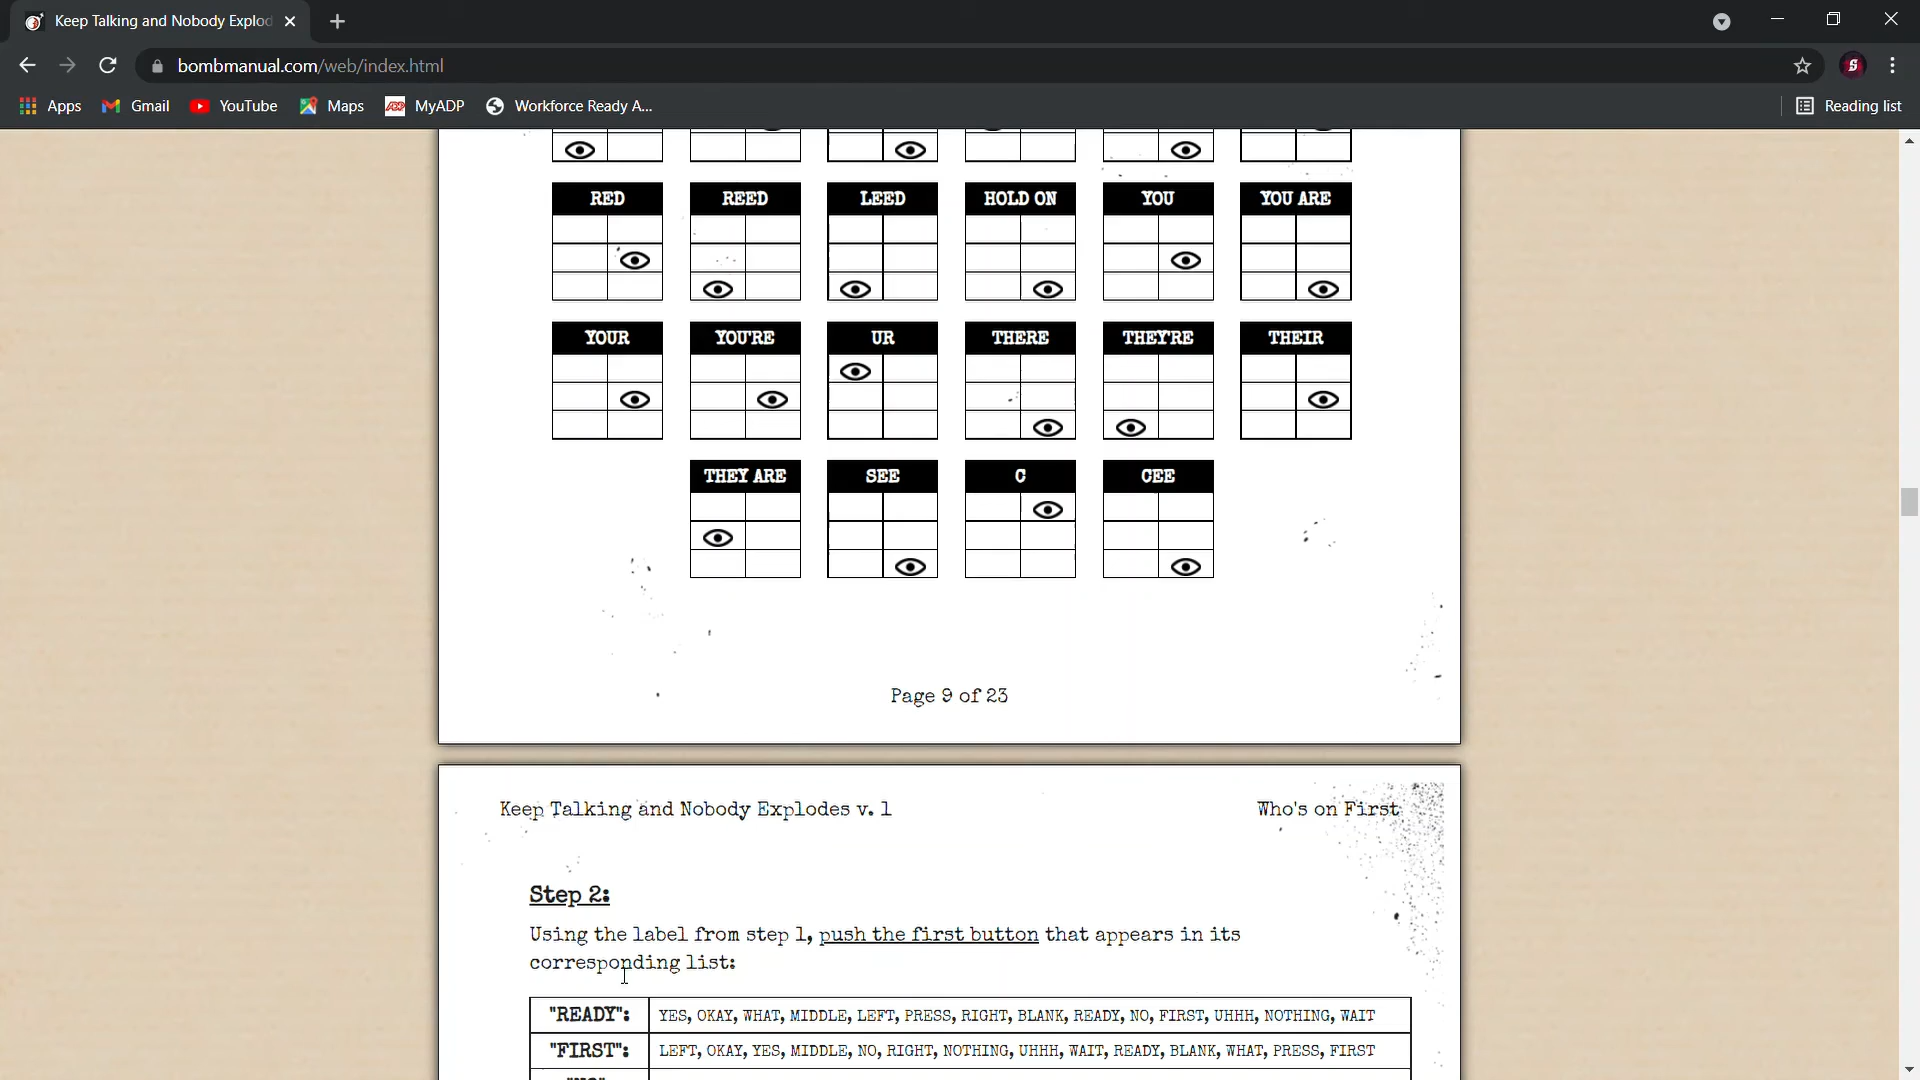 Keep Talking and Nobody Explod
bombmanual.com/web/index.html
Apps Gmail YouTube Maps MyADP Workforce Ready A... Reading list
RED REED LEED HOLD ON YOU YOU ARE
YOUR YOU'RE UR THERE THEY'RE THEIR
THEY ARE SEE C CEE
Page 9 of 23
Keep Talking and Nobody Explodes v. 1 Who's on First
Step 2:
Using the label from step 1, push the first button that appears in its
corresponding list:
"READY": YES, OKAY, WHAT, MIDDLE, LEFT, PRESS, RIGHT, BLANK, READY, NO, FIRST, UHHH, NOTHING, WAIT
"FIRST": LEFT, OKAY, YES, MIDDLE, NO, RIGHT, NOTHING, UHHH, WAIT, READY, BLANK, WHAT, PRESS, FIRST